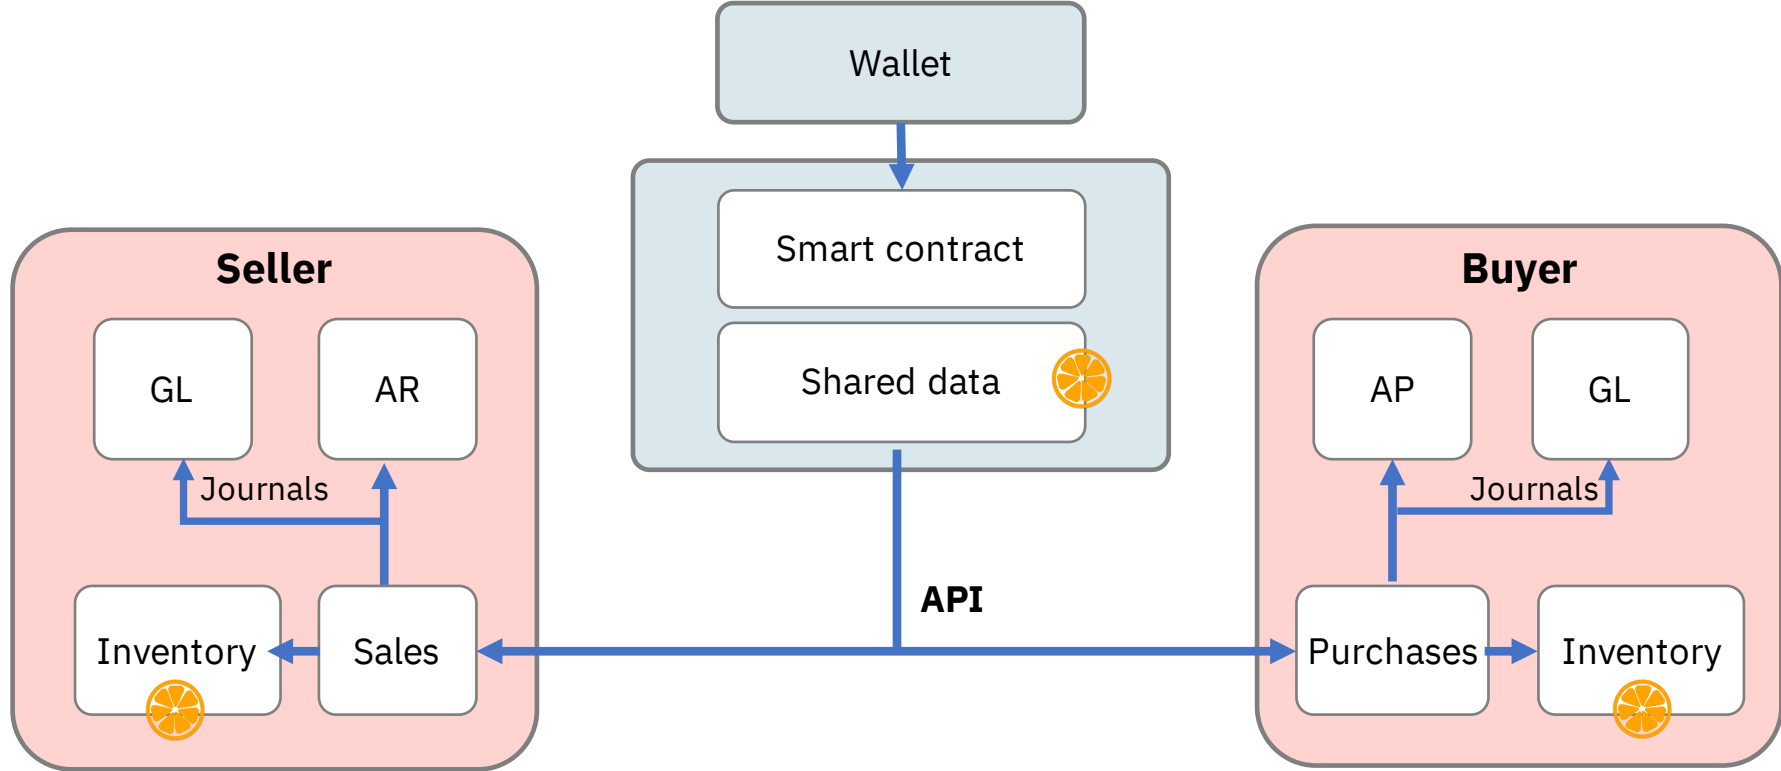 Wallet
Smart contract
Shared data
Seller
GL
AR
Journals
Inventory
Sales
API
Buyer
AP
GL
Journals
Purchases
Inventory